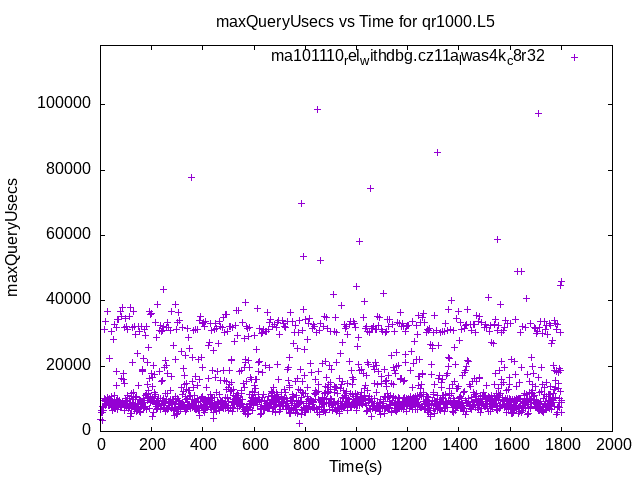 maxQueryUsecs vs Time for qr1000.L5
ma101110relwithdbg.cz11alwas4kc8r32
maxQueryUsecs
100000
80000
60000
40000
20000
0
0 200 400 600 800 1000 1200 1400 1600 1800 2000
Time(s)